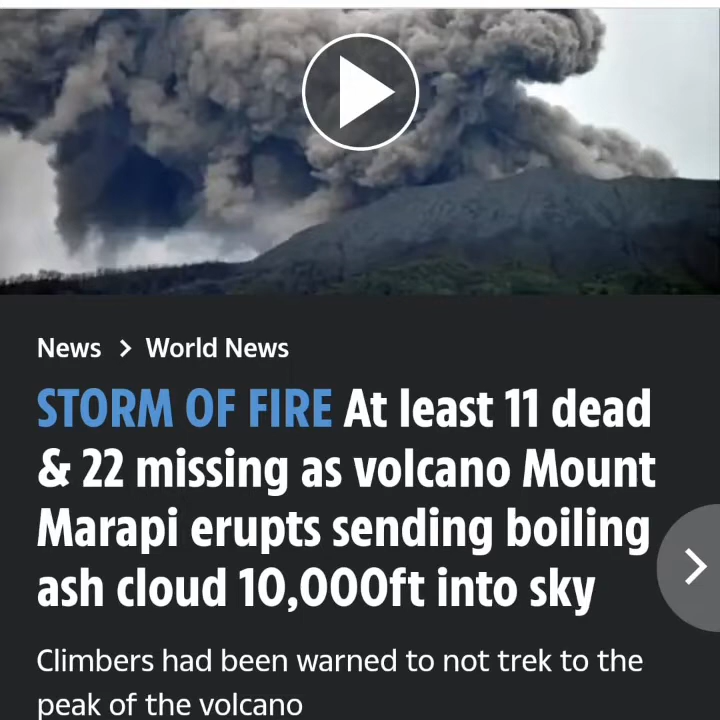 News > World News
STORM OF FIRE At least 11 dead
& 22 missing as volcano Mount
Marapi erupts sending boiling
ash cloud 10,000ft into sky
Climbers had been warned to not trek to the
peak of the volcano